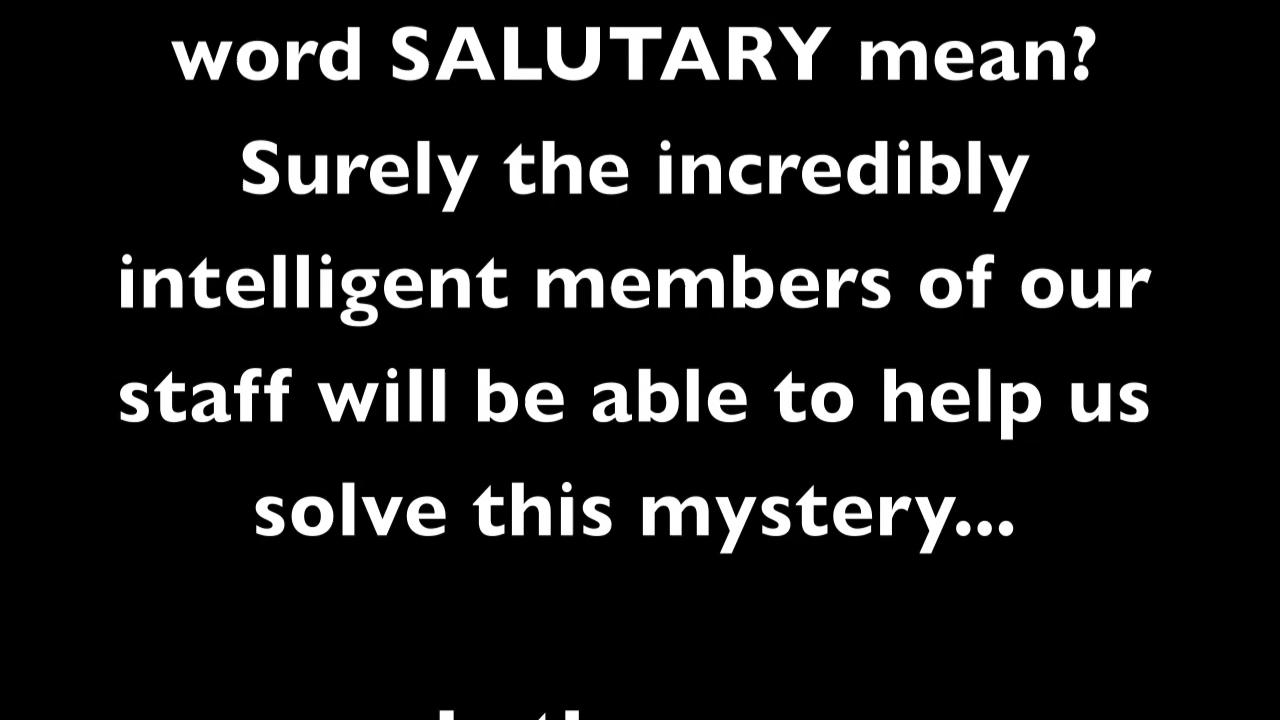 word SALUTARY mean?
Surely the incredibly
intelligent members of our
staff will be able to help us
solve this mystery...